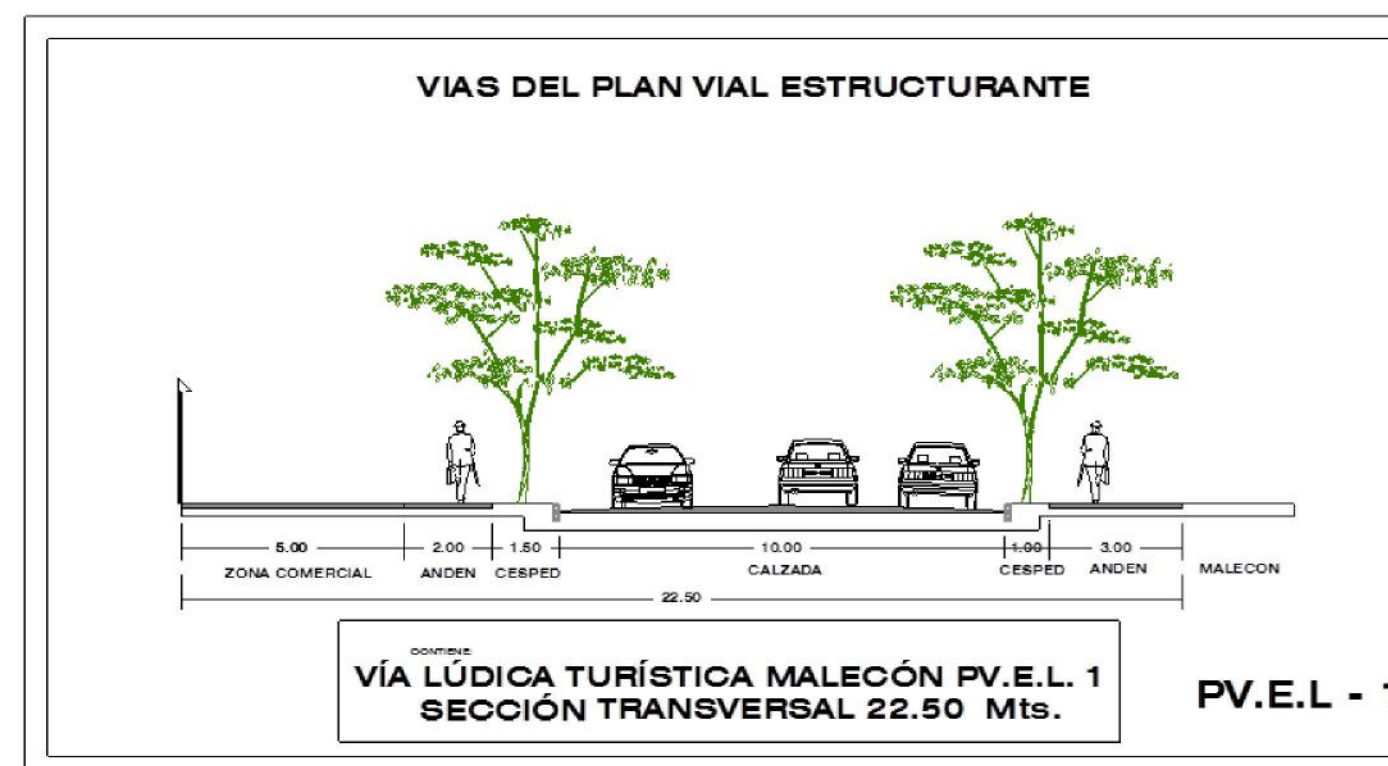 VIAS DEL PLAN VIAL ESTRUCTURANTE
5.00 2.00 1.50 10.00 1.00 3.00
ZONA COMERCIAL ANDEN CESPED CALZADA CESPED ANDEN MALECON
22.50
CONTIENE:
VÍA LÚDICA TURÍSTICA MALECÓN PV.E.L. 1
SECCIÓN TRANSVERSAL 22.50 Mts.
PV.E.L - 1